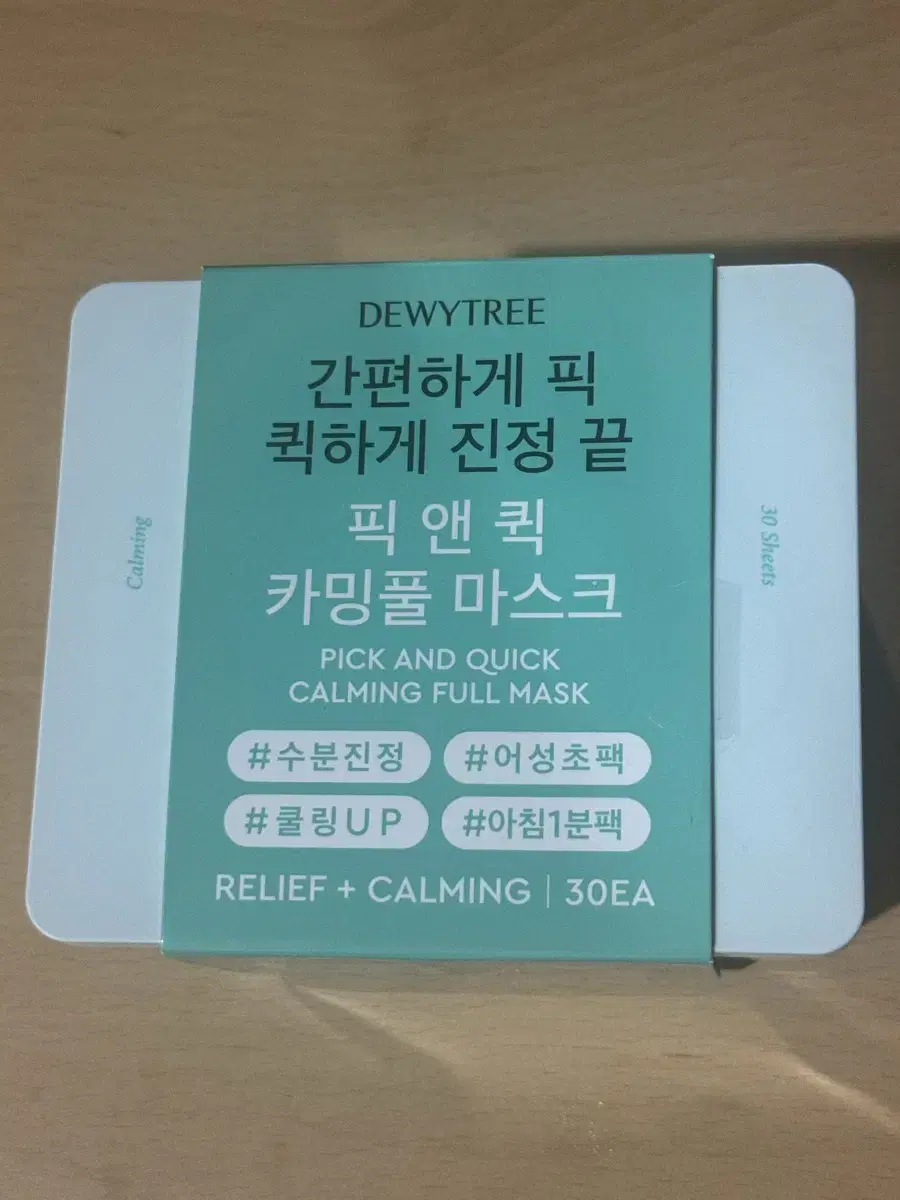 DEWYTREE
간편하게 픽
퀵하게 진정 끝
픽 앤 퀵
카밍풀 마스크
PICK AND QUICK
CALMING FULL MASK
#수분진정 #어성초팩
#쿨링UP #아침1분팩
RELIEF + CALMING | 30EA
Calming
30 Sheets